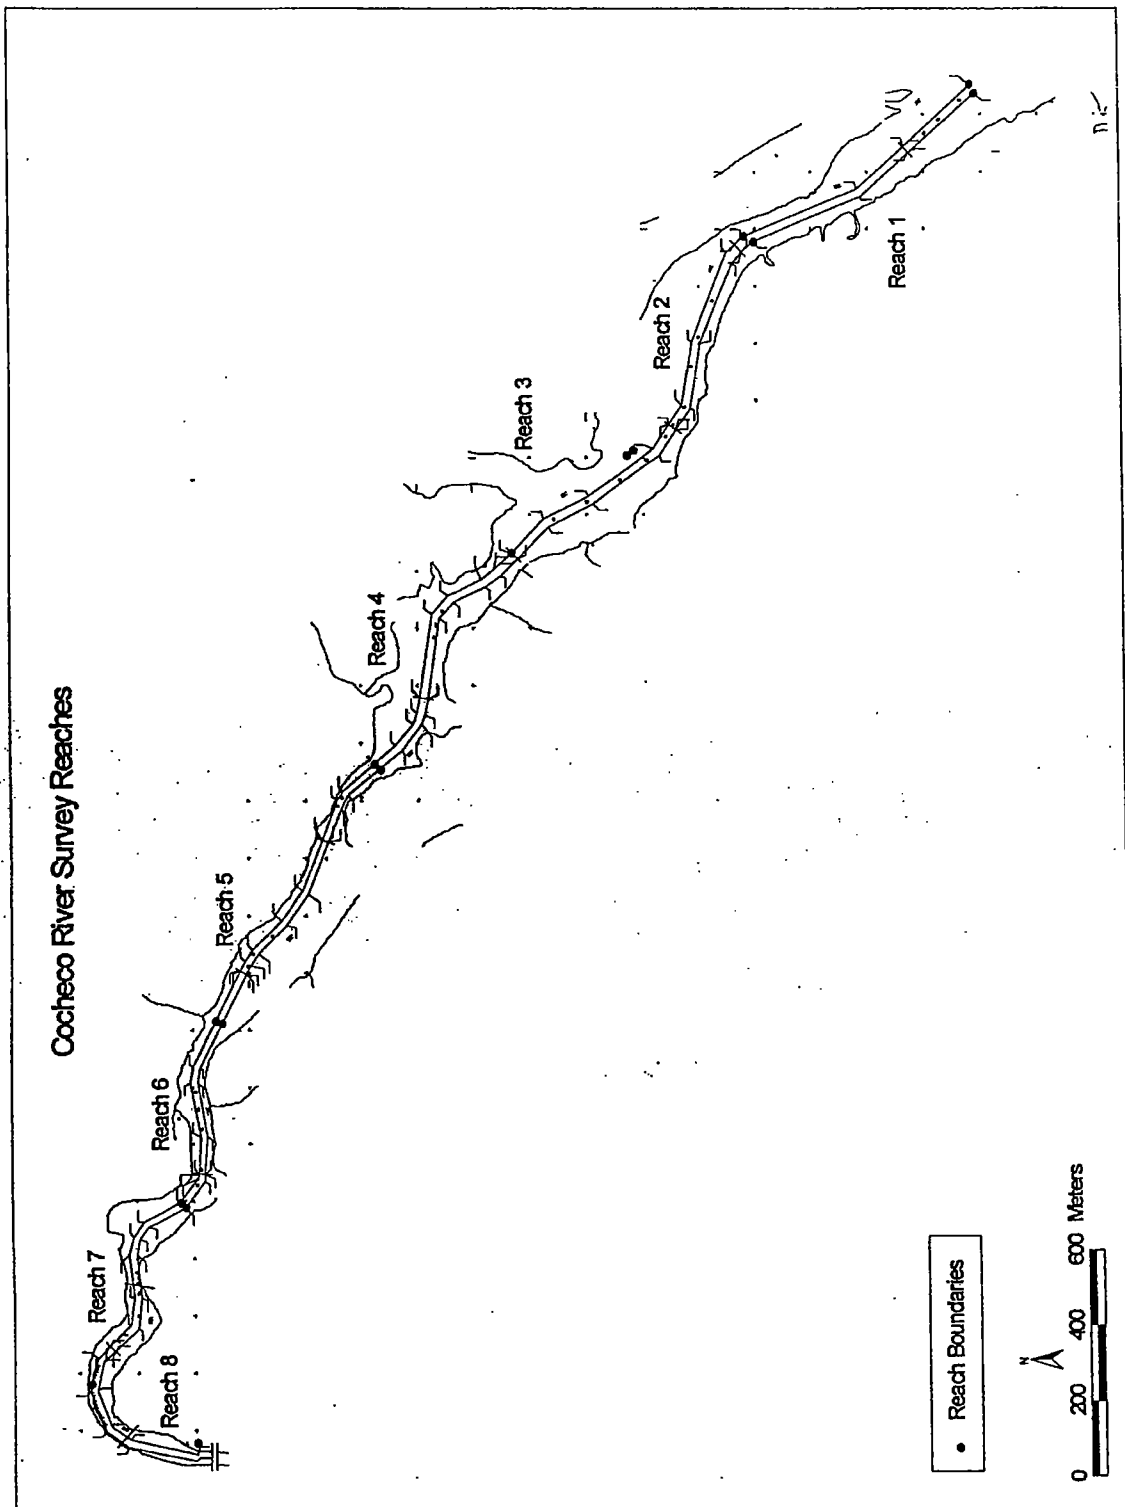 Cocheco River Survey Reaches
Reach 1
Reach 2
Reach 3
Reach 4
Reach 5
Reach 6
Reach 7
Reach 8
Reach Boundaries
N
0 200 400 600 Meters